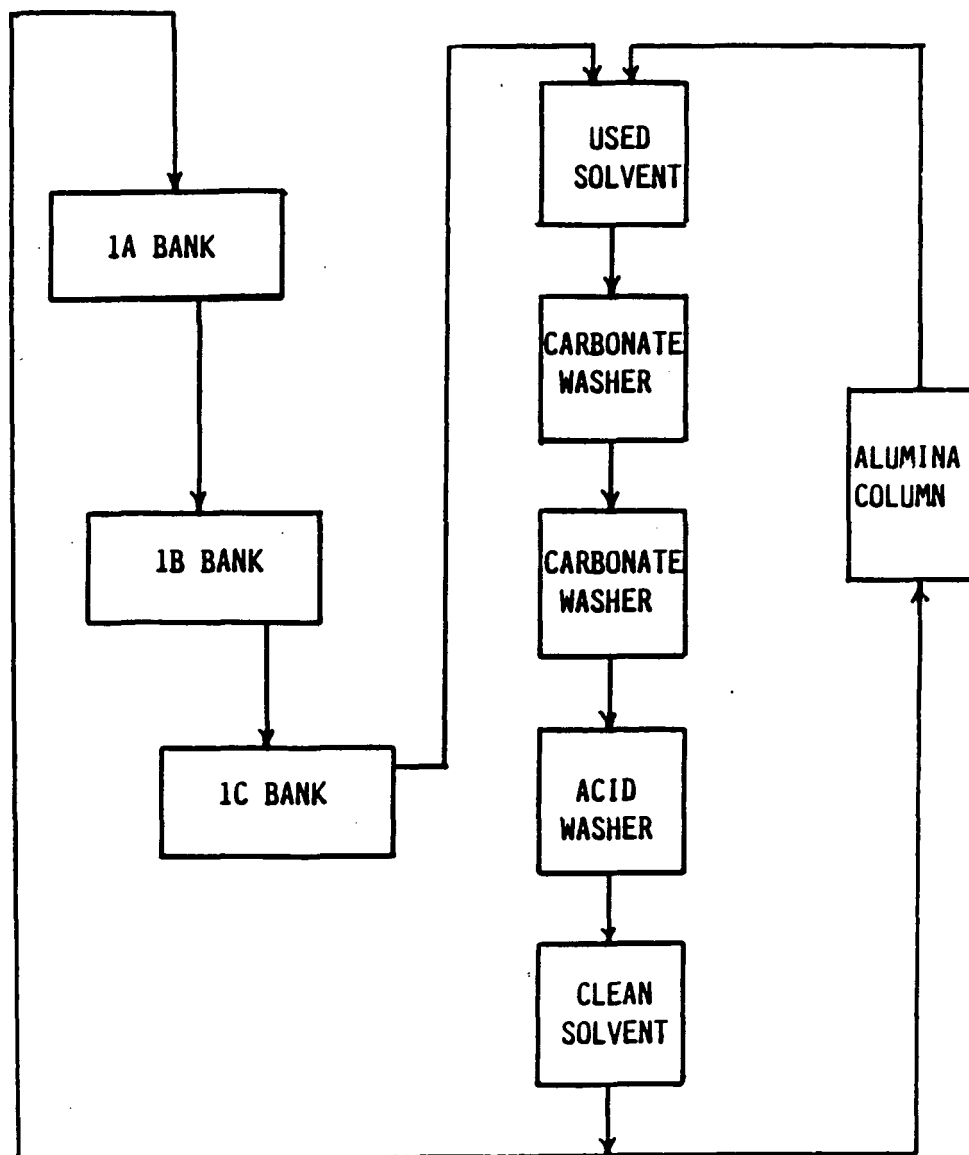 1A BANK
1B BANK
1C BANK
USED
SOLVENT
CARBONATE
WASHER
CARBONATE
WASHER
ACID
WASHER
CLEAN
SOLVENT
ALUMINA
COLUMN